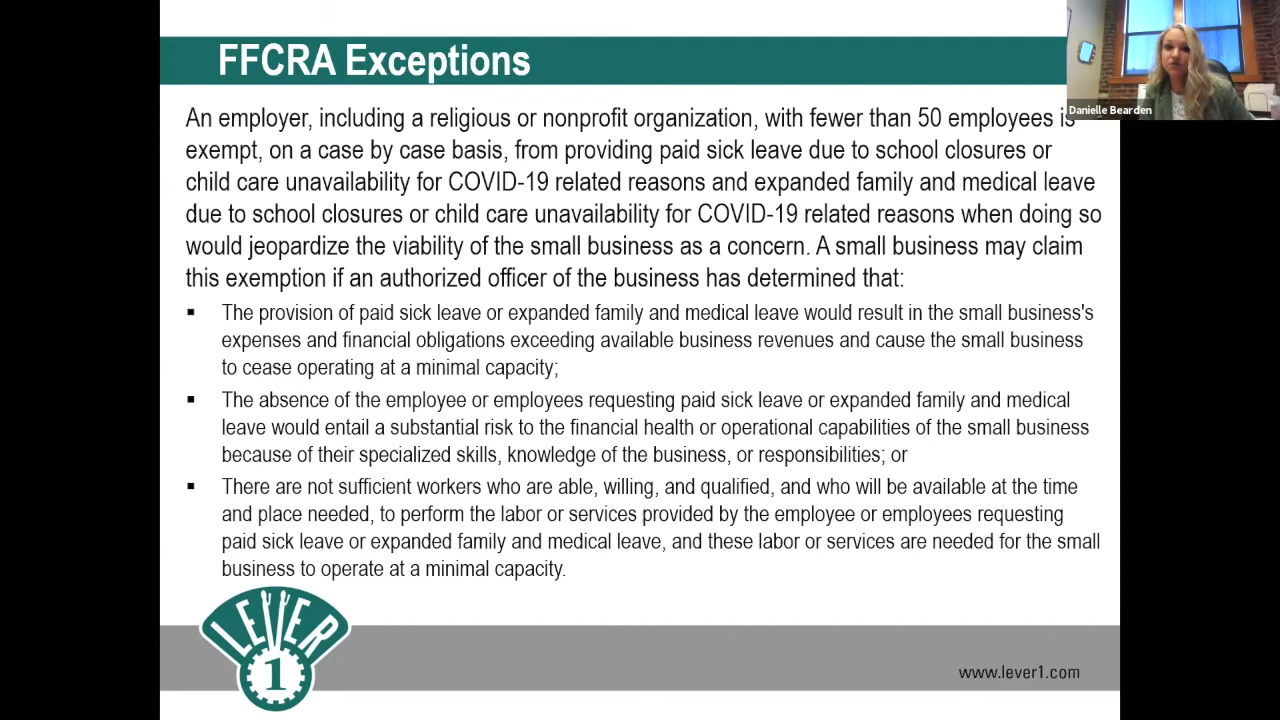 FFCRA Exceptions
Danielle Bearden
An employer, including a religious or nonprofit organization, with fewer than 50 employees is
exempt, on a case by case basis, from providing paid sick leave due to school closures or
child care unavailability for COVID-19 related reasons and expanded family and medical leave
due to school closures or child care unavailability for COVID-19 related reasons when doing so
would jeopardize the viability of the small business as a concern. A small business may claim
this exemption if an authorized officer of the business has determined that:
▪ The provision of paid sick leave or expanded family and medical leave would result in the small business's
expenses and financial obligations exceeding available business revenues and cause the small business
to cease operating at a minimal capacity;
▪ The absence of the employee or employees requesting paid sick leave or expanded family and medical
leave would entail a substantial risk to the financial health or operational capabilities of the small business
because of their specialized skills, knowledge of the business, or responsibilities; or
▪ There are not sufficient workers who are able, willing, and qualified, and who will be available at the time
and place needed, to perform the labor or services provided by the employee or employees requesting
paid sick leave or expanded family and medical leave, and these labor or services are needed for the small
business to operate at a minimal capacity.
LEVER
1
www.lever1.com